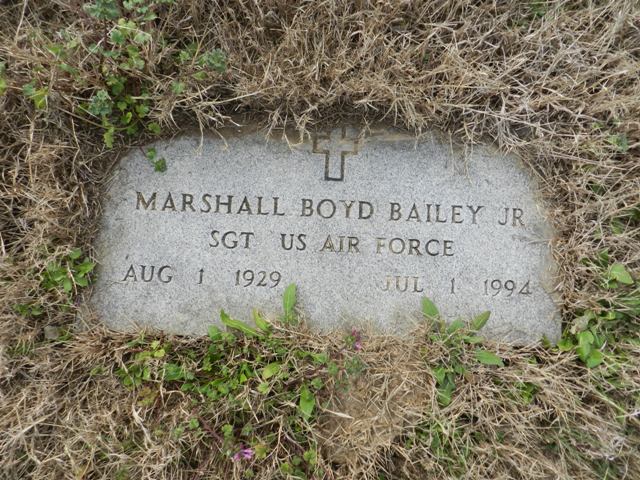 MARSHALL BOYD BAILEY JR
SGT US AIR FORCE
AUG 1 1929 JUL 1 1994